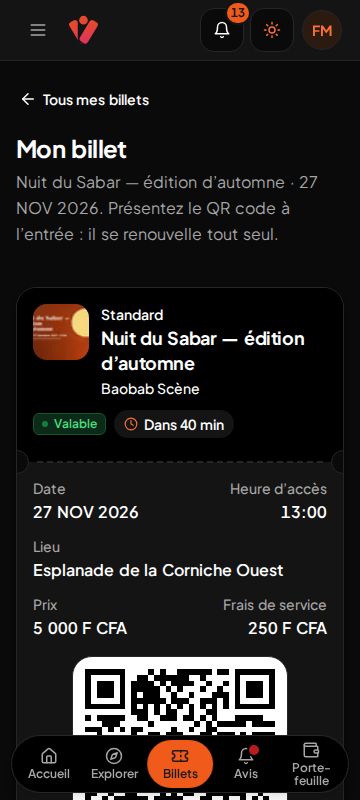 13
FM
Tous mes billets
Mon billet
Nuit du Sabar — édition d’automne · 27
NOV 2026. Présentez le QR code à
l’entrée : il se renouvelle tout seul.
Standard
Nuit du Sabar — édition
d’automne
Baobab Scène
Valable
Dans 40 min
Date
Heure d’accès
27 NOV 2026
13:00
Lieu
Esplanade de la Corniche Ouest
Prix
Frais de service
5 000 F CFA
250 F CFA
Accueil
Explorer
Billets
Avis
Porte-
feuille